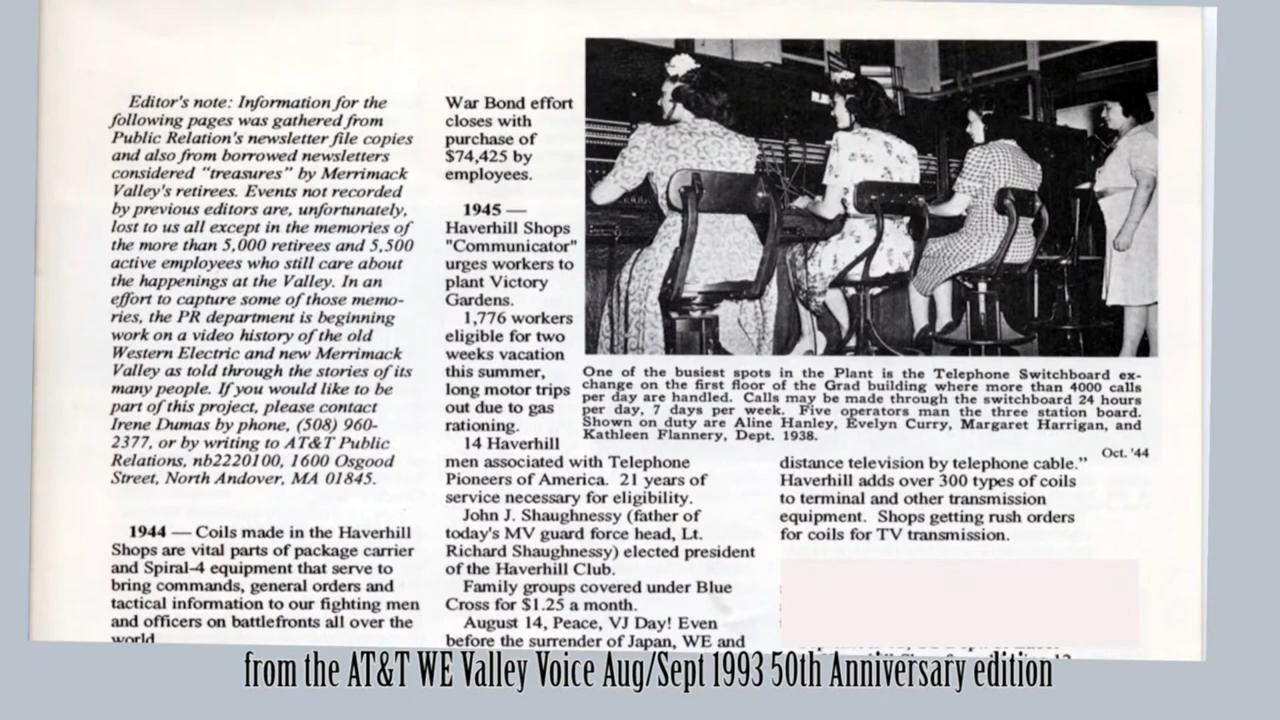 Editor's note: Information for the
following pages was gathered from
Public Relation's newsletter file copies
and also from borrowed newsletters
considered "treasures" by Merrimack
Valley's retirees. Events not recorded
by previous editors are, unfortunately,
lost to us all except in the memories of
the more than 5,000 retirees and 5,500
active employees who still care about
the happenings at the Valley. In an
effort to capture some of those memo-
ries, the PR department is beginning
work on a video history of the old
Western Electric and new Merrimack
Valley as told through the stories of its
many people. If you would like to be
part of this project, please contact
Irene Dumas by phone, (508) 960-
2377, or by writing to AT&T Public
Relations, nb2220100, 1600 Osgood
Street, North Andover, MA 01845.
1944 — Coils made in the Haverhill
Shops are vital parts of package carrier
and Spiral-4 equipment that serve to
bring commands, general orders and
tactical information to our fighting men
and officers on battlefronts all over the
world
War Bond effort
closes with
purchase of
$74,425 by
employees.
1945 —
Haverhill Shops
"Communicator"
urges workers to
plant Victory
Gardens.
1,776 workers
eligible for two
weeks vacation
this summer,
long motor trips
out due to gas
rationing.
14 Haverhill
men associated with Telephone
Pioneers of America. 21 years of
service necessary for eligibility.
John J. Shaughnessy (father of
today's MV guard force head, Lt.
Richard Shaughnessy) elected president
of the Haverhill Club.
Family groups covered under Blue
Cross for $1.25 a month.
August 14, Peace, VJ Day! Even
before the surrender of Japan, WE and
One of the busiest spots in the Plant is the Telephone Switchboard ex-
change on the first floor of the Grad building where more than 4000 calls
per day are handled. Calls may be made through the switchboard 24 hours
per day, 7 days per week. Five operators man the three station board.
Shown on duty are Aline Hanley, Evelyn Curry, Margaret Harrigan, and
Kathleen Flannery, Dept. 1938.
Oct. '44
distance television by telephone cable."
Haverhill adds over 300 types of coils
to terminal and other transmission
equipment. Shops getting rush orders
for coils for TV transmission.
from the AT&T WE Valley Voice Aug/Sept 1993 50th Anniversary edition